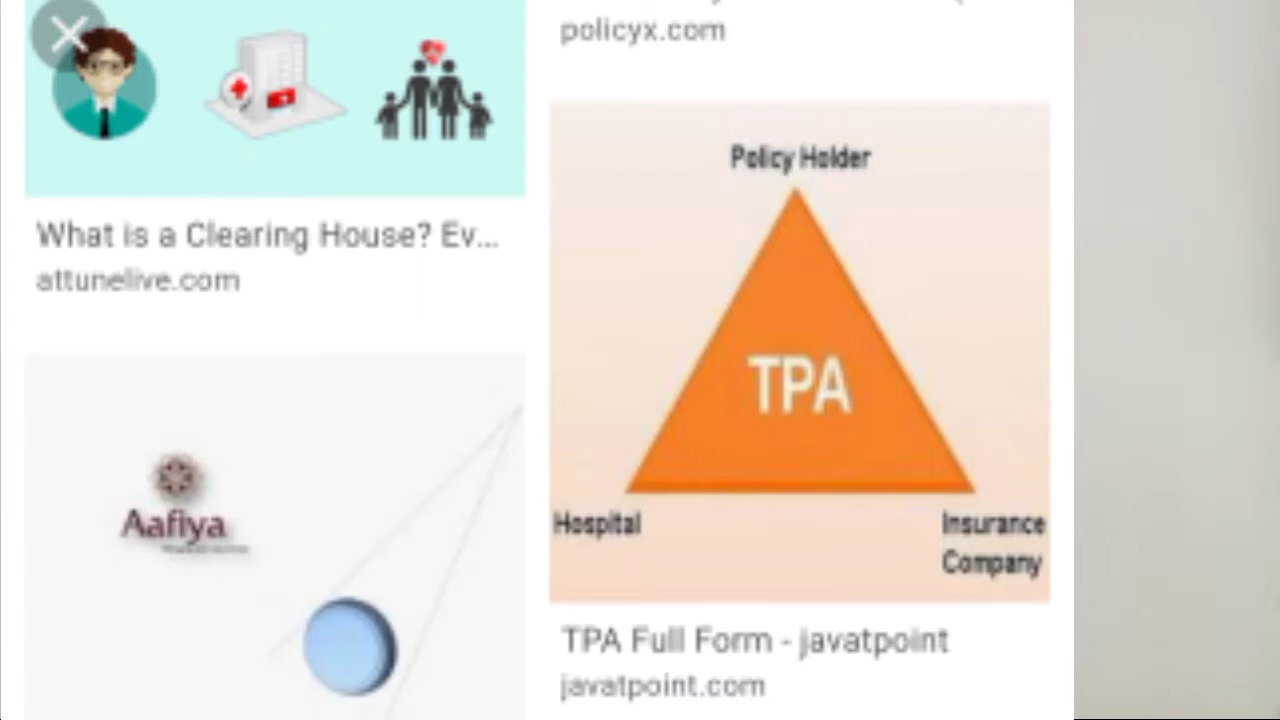 policyx.com
What is a Clearing House? Ev...
attunelive.com
Aafiya
Policy Holder
TPA
Hospital
Insurance
Company
TPA Full Form - javatpoint
javatpoint.com